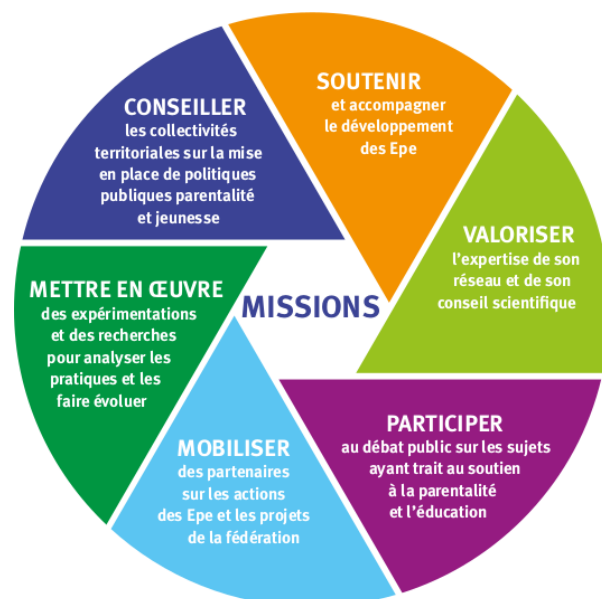 SOUTENIR
et accompagner
le développement
des Epe
VALORISER
l'expertise de son
réseau et de son
conseil scientifique
PARTICIPER
au débat public sur les sujets
ayant trait au soutien
à la parentalité
et l'éducation
MOBILISER
des partenaires
sur les actions
des Epe et les projets
de la fédération
METTRE EN ŒUVRE
des expérimentations
et des recherches
pour analyser les
pratiques et les
faire évoluer
CONSEILLER
les collectivités
territoriales sur la mise
en place de politiques
publiques parentalité
et jeunesse
MISSIONS